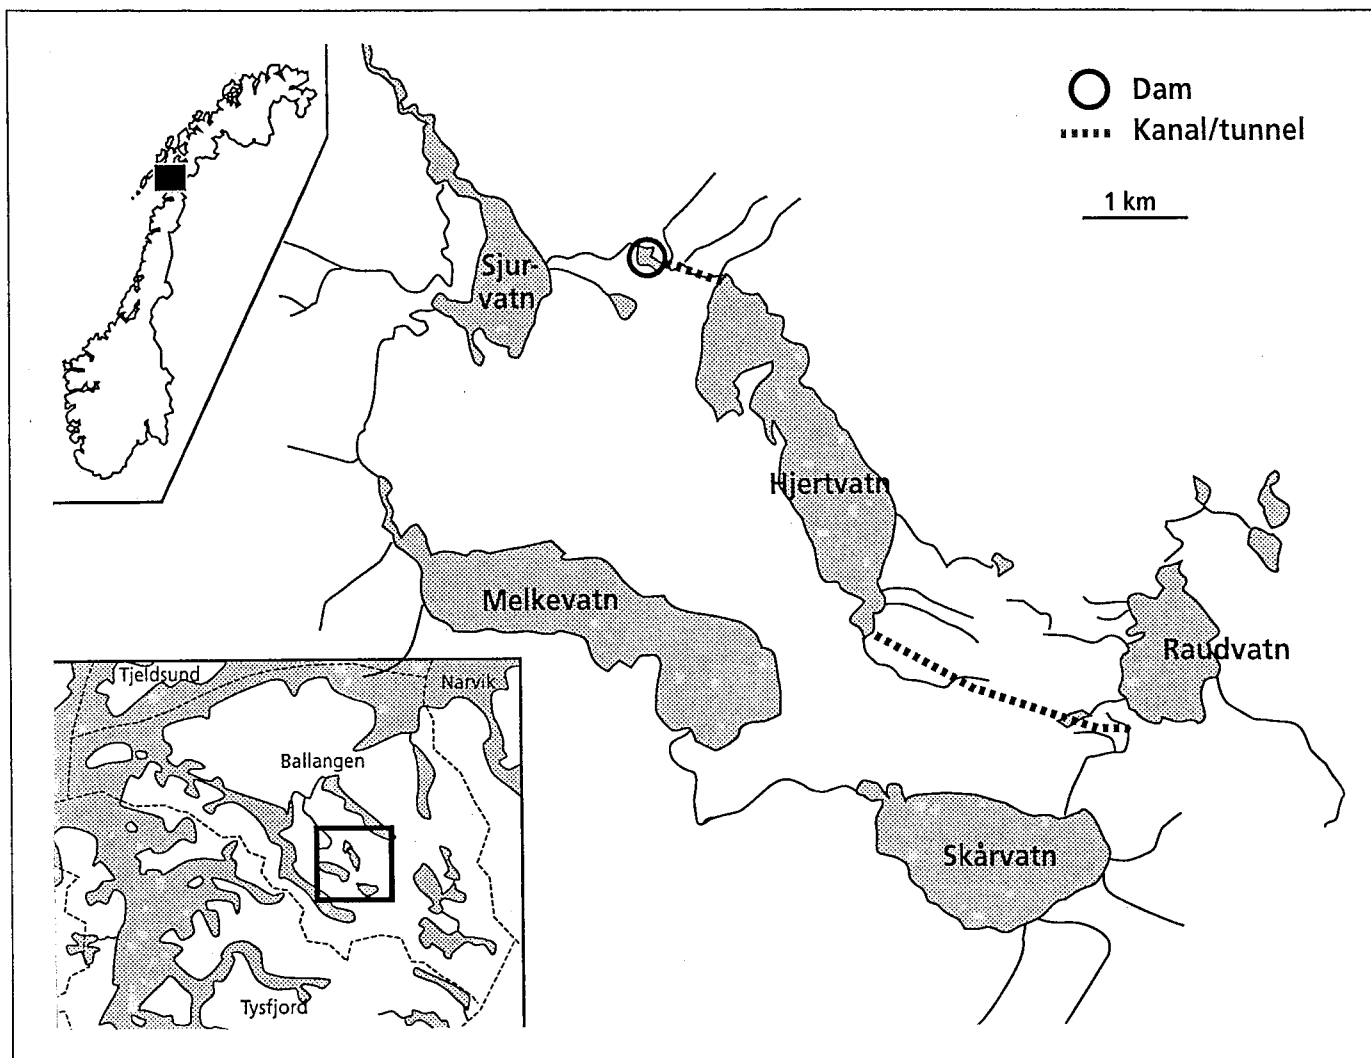 Dam
Kanal/tunnel
1 km
Sjur-
vatn
Hjertvatn
Melkevatn
Raudvatn
Skårvatn
Tjeldsund
Narvik
Ballangen
Tysfjord